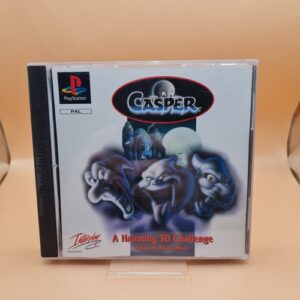 PlayStation
PAL
CASPER
Interplay
A Haunting 3D Challenge